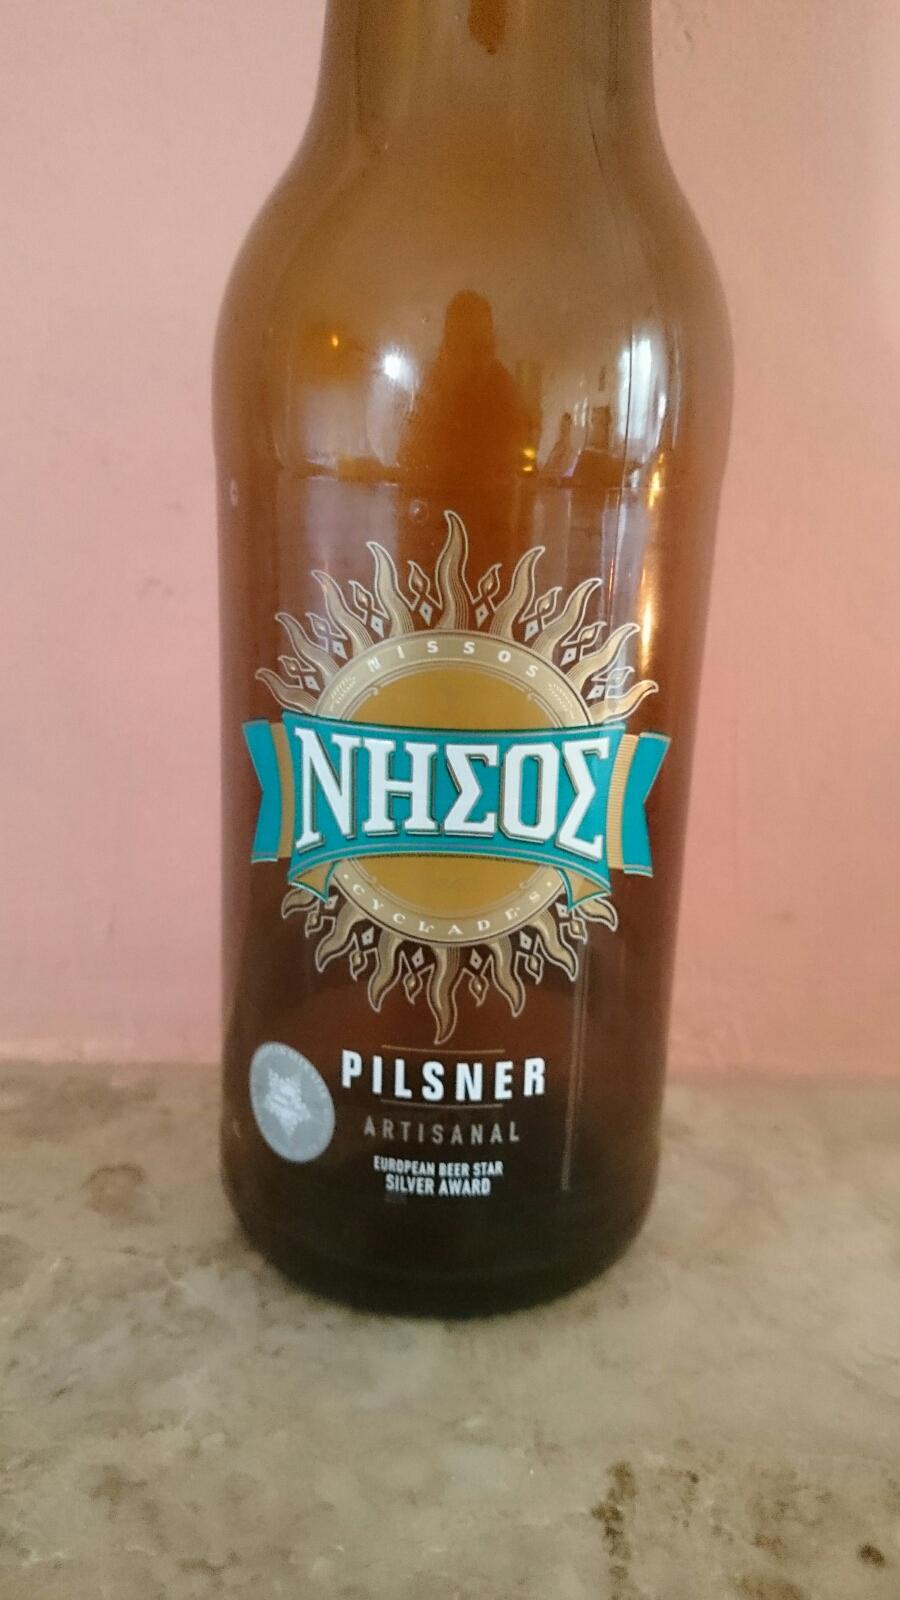 NISSOS
ΝΗΣΟΣ
·CYCLADES·
PILSNER
ARTISANAL
EUROPEAN BEER STAR
SILVER AWARD